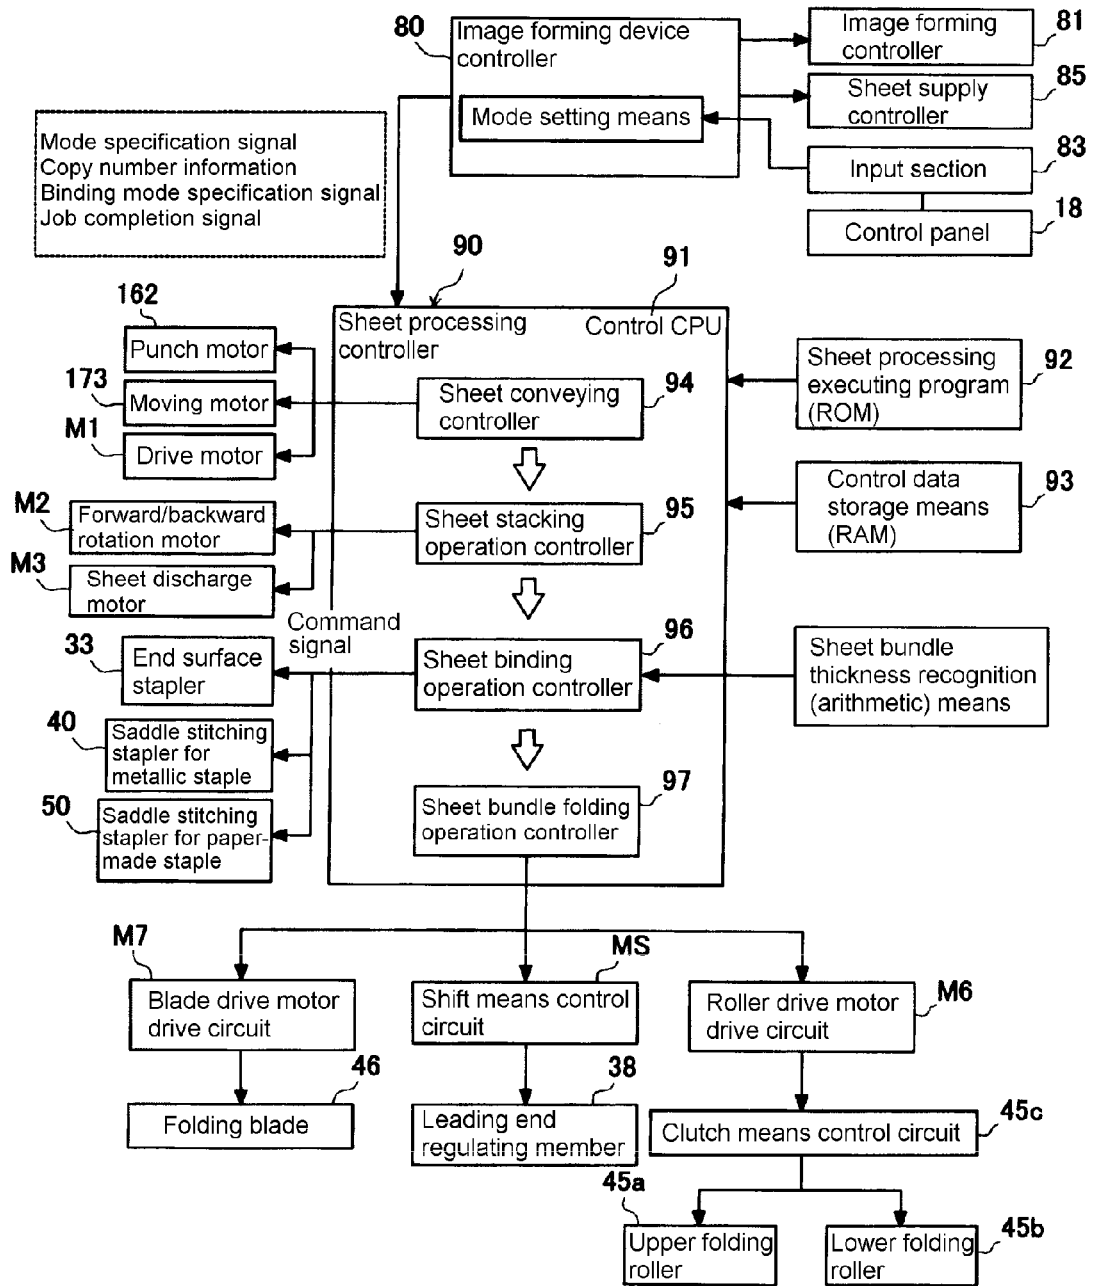 80
Image forming device
controller
Mode setting means
Image forming
controller
81
Sheet supply
controller
85
Input section
83
Control panel
18
Mode specification signal
Copy number information
Binding mode specification signal
Job completion signal
90
91
Sheet processing
controller
Control CPU
162
Punch motor
173
Moving motor
M1
Drive motor
Sheet conveying
controller
94
Sheet processing
executing program
(ROM)
92
M2
Forward/backward
rotation motor
M3
Sheet discharge
motor
Sheet stacking
operation controller
95
Control data
storage means
(RAM)
93
Command
signal
33
End surface
stapler
Sheet binding
operation controller
96
Sheet bundle
thickness recognition
(arithmetic) means
40
Saddle stitching
stapler for
metallic staple
50
Saddle stitching
stapler for paper-
made staple
Sheet bundle folding
operation controller
97
M7
Blade drive motor
drive circuit
MS
Shift means control
circuit
M6
Roller drive motor
drive circuit
46
Folding blade
38
Leading end
regulating member
45c
Clutch means control circuit
45a
Upper folding
roller
45b
Lower folding
roller